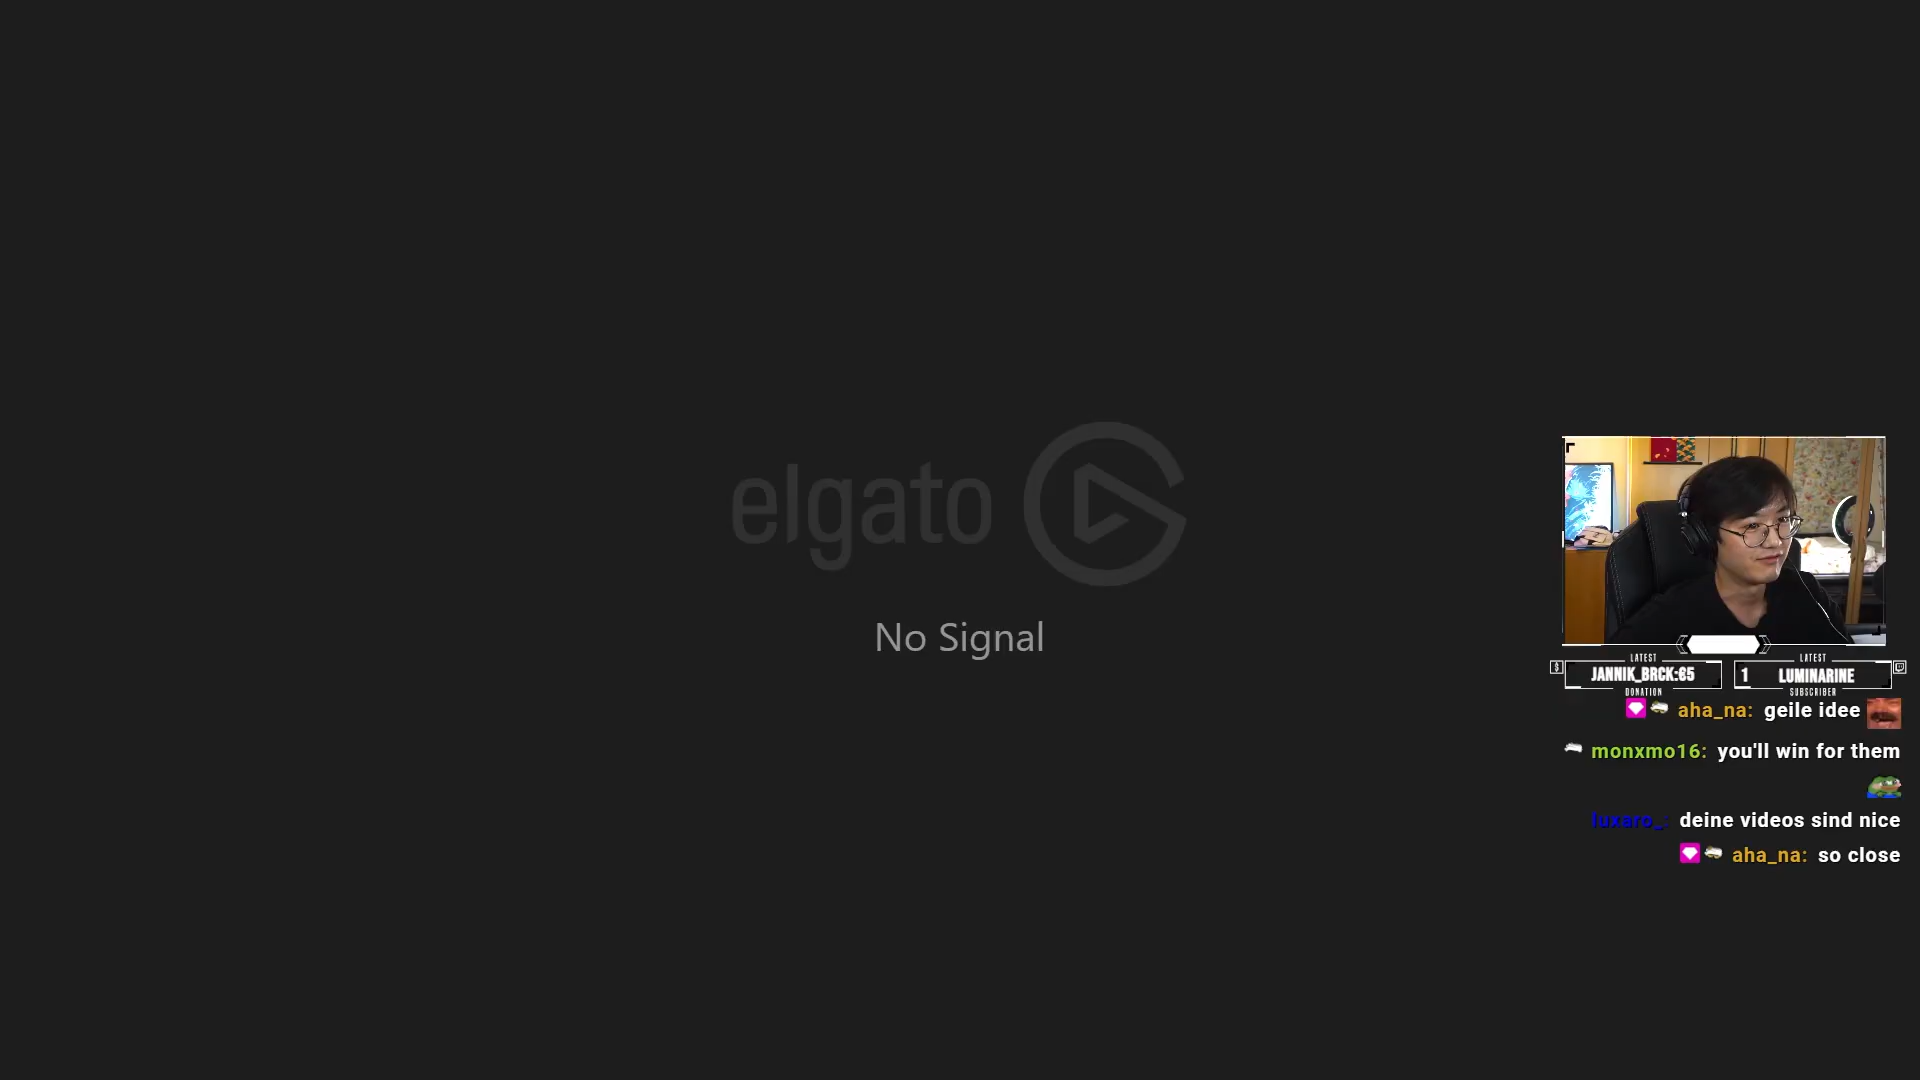 elgato
No Signal
LATEST
JANNIK_BRCK:€5
DONATION
LATEST
1 LUMINARINE
SUBSCRIBER
aha_na: geile idee
monxmo16: you'll win for them
luxaro_: deine videos sind nice
aha_na: so close